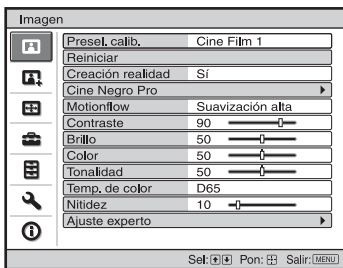 Imagen
Presel. calib. Cine Film 1
Reiniciar
Creación realidad Sí
Cine Negro Pro
Motionflow Suavización alta
Contraste 90
Brillo 50
Color 50
Tonalidad 50
Temp. de color D65
Nitidez 10
Ajuste experto
Sel: Pon: Salir: MENU